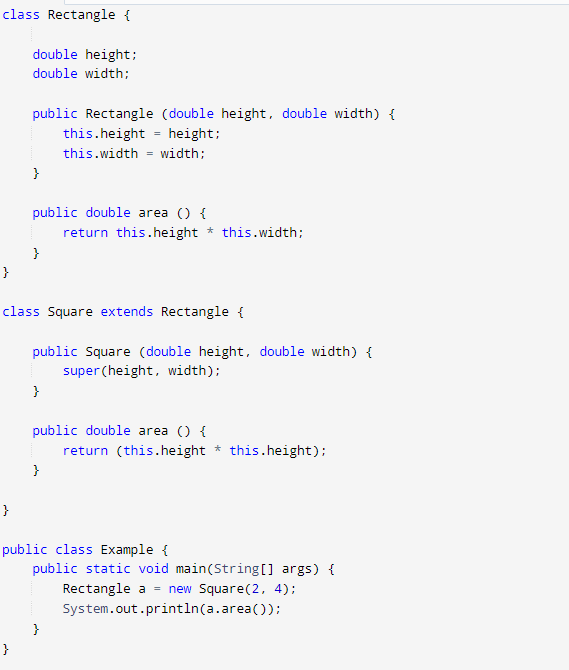 class Rectangle {
double height;
double width;
public Rectangle (double height, double width) {
this.height = height;
this.width = width;
}
public double area () {
return this.height * this.width;
}
}
class Square extends Rectangle {
public Square (double height, double width) {
super(height, width);
}
public double area () {
return (this.height * this.height);
}
}
public class Example {
public static void main(String[] args) {
Rectangle a = new Square(2, 4);
System.out.println(a.area());
}
}